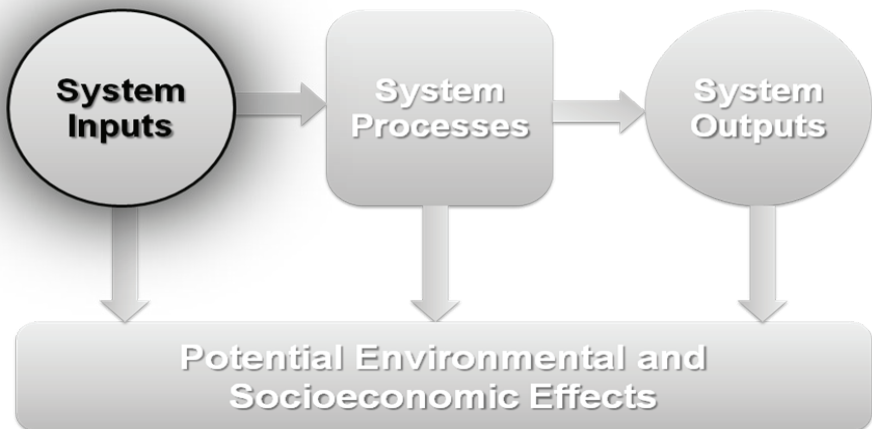 System
Inputs
System
Processes
System
Outputs
Potential Environmental and
Socioeconomic Effects